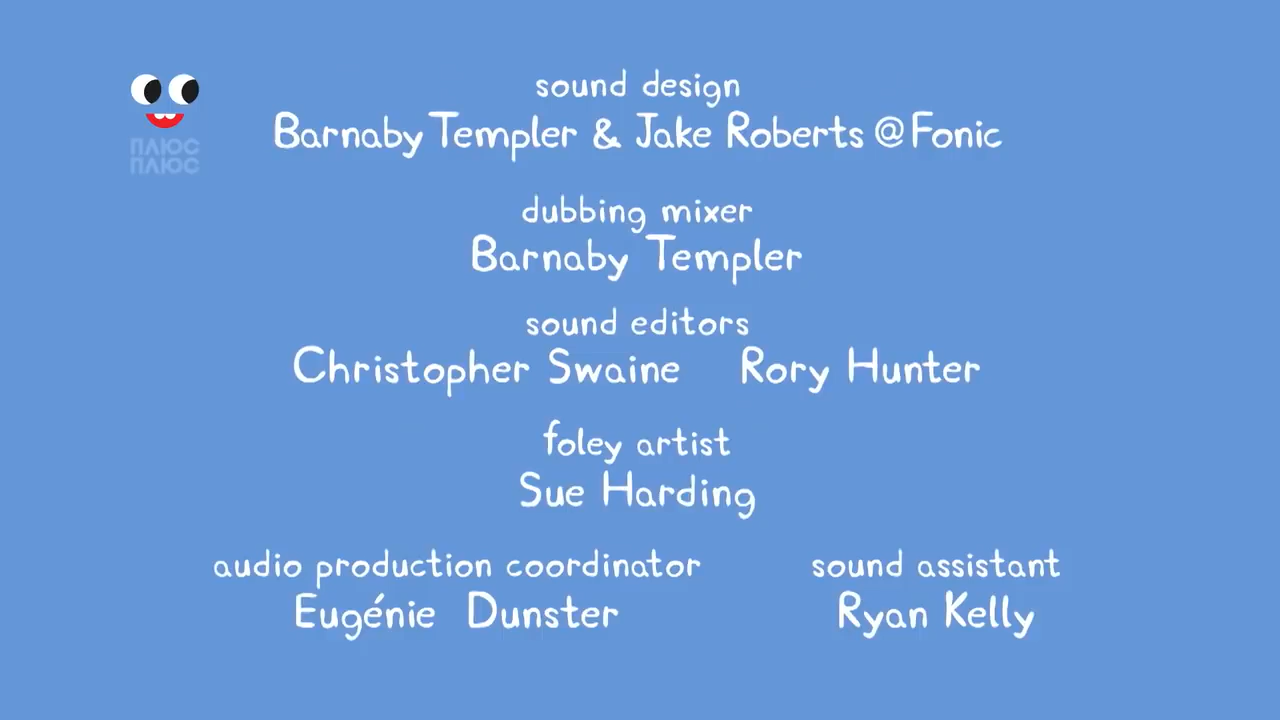 ПЛЮС
ПЛЮС
sound design
Barnaby Templer & Jake Roberts @ Fonic
dubbing mixer
Barnaby Templer
sound editors
Christopher Swaine Rory Hunter
foley artist
Sue Harding
audio production coordinator
Eugénie Dunster
sound assistant
Ryan Kelly